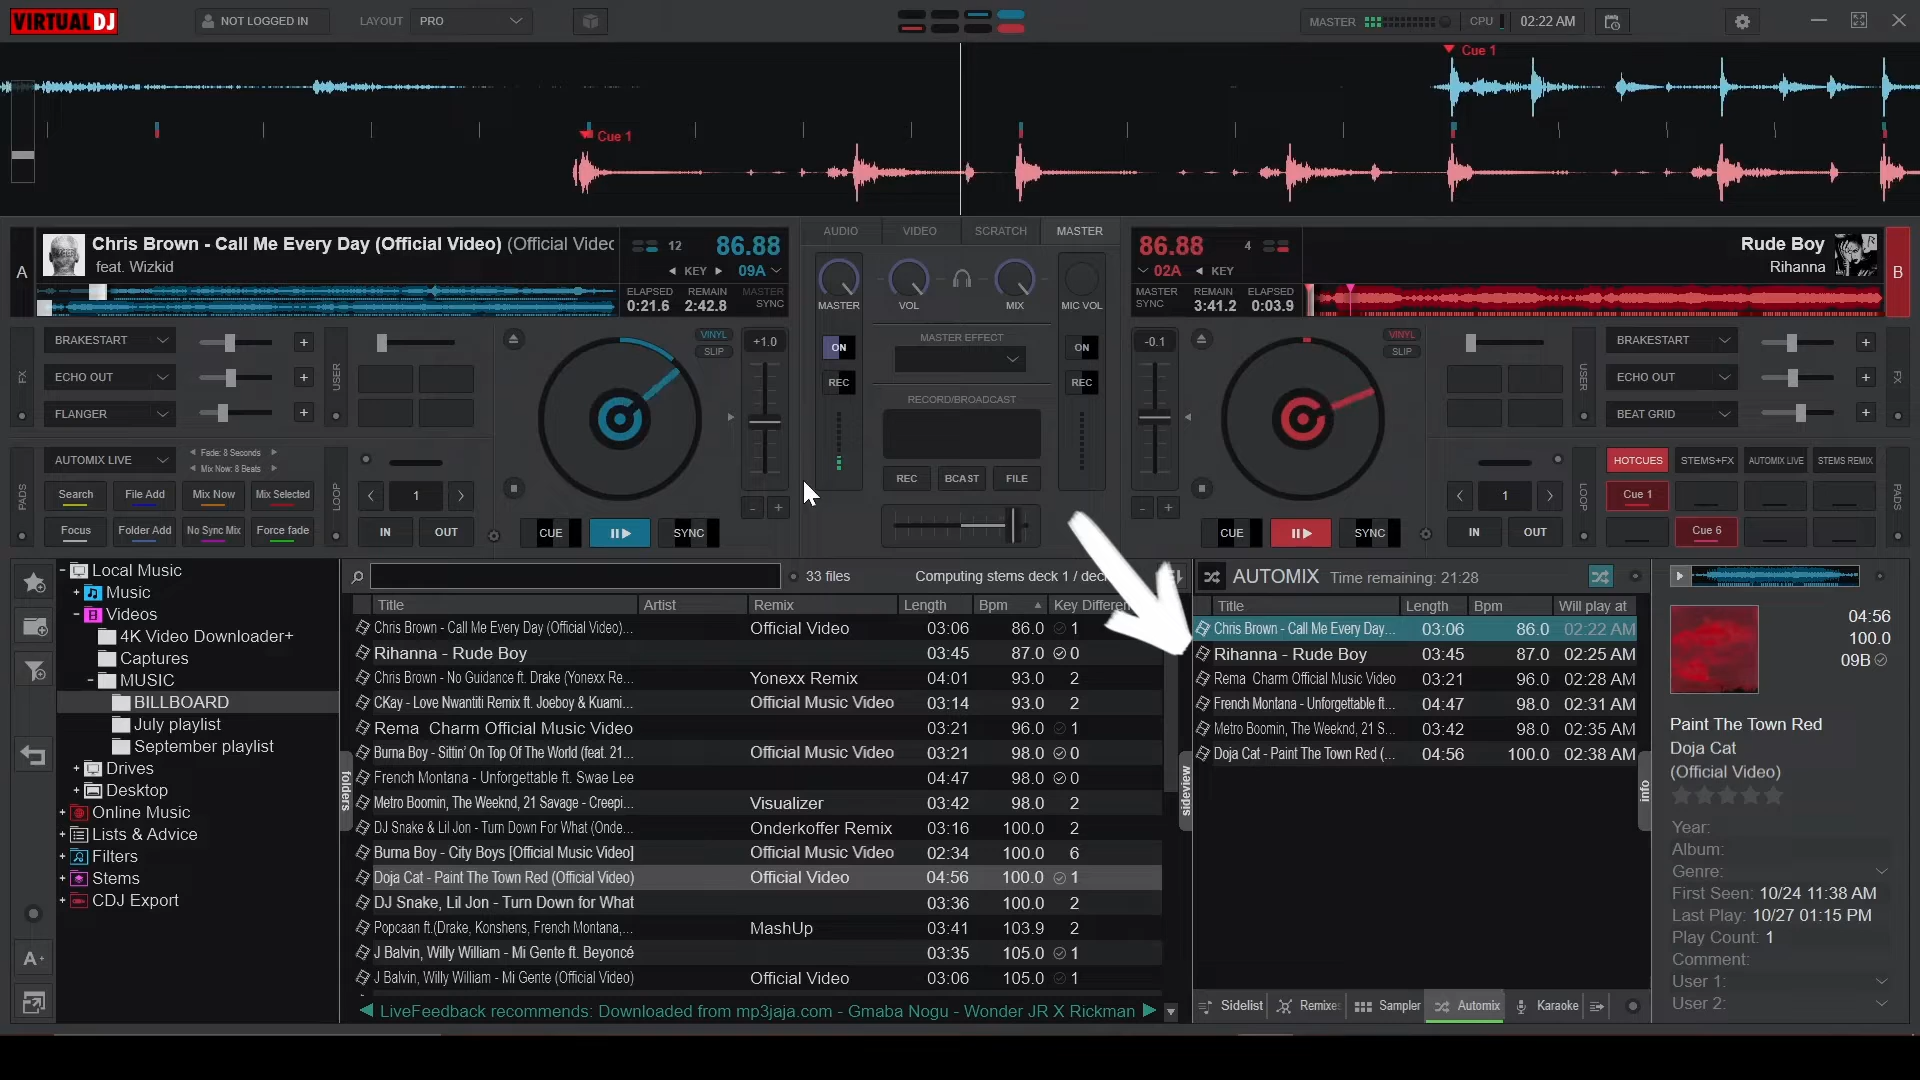 VIRTUAL DJ NOT LOGGED IN LAYOUT PRO MASTER CPU 02:22 AM
Cue 1
Cue 1
AUDIO VIDEO SCRATCH MASTER
A Chris Brown - Call Me Every Day (Official Video) (Official Videc 12 86.88
feat. Wizkid KEY 09A
ELAPSED REMAIN MASTER
0:21.6 2:42.8 SYNC
86.88 4 Rude Boy
02A KEY Rihanna B
MASTER REMAIN ELAPSED
SYNC 3:41.2 0:03.9
MASTER VOL MIX MIC VOL
FX BRAKESTART + USER VINYL +1.0
SLIP
ECHO OUT +
FLANGER +
ON MASTER EFFECT ON
REC REC
RECORD/BROADCAST
REC BCAST FILE
-0.1 VINYL USER BRAKESTART + FX
SLIP
ECHO OUT +
BEAT GRID +
PADS AUTOMIX LIVE Fade: 8 Seconds
Mix Now: 8 Beats
Search File Add Mix Now Mix Selected LOOP 1
Focus Folder Add No Sync Mix Force fade IN OUT
CUE SYNC - +
CUE SYNC - +
1 LOOP HOTCUES STEMS+FX AUTOMIX LIVE STEMS REMIX PADS
IN OUT Cue 1
Cue 6
Local Music
Music
Videos
4K Video Downloader+
Captures
MUSIC
BILLBOARD
July playlist
September playlist
Drives
Desktop
Online Music
Lists & Advice
Filters
Stems
CDJ Export
A+
folders
33 files Computing stems deck 1 / deck
Title Artist Remix Length Bpm Key Differen
Chris Brown - Call Me Every Day (Official Video)... Official Video 03:06 86.0 1
Rihanna - Rude Boy 03:45 87.0 0
Chris Brown - No Guidance ft. Drake (Yonexx Re... Yonexx Remix 04:01 93.0 2
CKay - Love Nwantiti Remix ft. Joeboy & Kuami... Official Music Video 03:14 93.0 2
Rema Charm Official Music Video 03:21 96.0 1
Burna Boy - Sittin' On Top Of The World (feat. 21... Official Music Video 03:21 98.0 0
French Montana - Unforgettable ft. Swae Lee 04:47 98.0 0
Metro Boomin, The Weeknd, 21 Savage - Creepi... Visualizer 03:42 98.0 2
DJ Snake & Lil Jon - Turn Down For What (Onde... Onderkoffer Remix 03:16 100.0 2
Burna Boy - City Boys [Official Music Video] Official Music Video 02:34 100.0 6
Doja Cat - Paint The Town Red (Official Video) Official Video 04:56 100.0 1
DJ Snake, Lil Jon - Turn Down for What 03:36 100.0 2
Popcaan ft.(Drake, Konshens, French Montana,... MashUp 03:41 103.9 2
J Balvin, Willy William - Mi Gente ft. Beyoncé 03:35 105.0 1
J Balvin, Willy William - Mi Gente (Official Video) Official Video 03:06 105.0 1
LiveFeedback recommends: Downloaded from mp3jaja.com - Gmaba Nogu - Wonder JR X Rickman
sideview
AUTOMIX Time remaining: 21:28
Title Length Bpm Will play at
Chris Brown - Call Me Every Day... 03:06 86.0 02:22 AM
Rihanna - Rude Boy 03:45 87.0 02:25 AM
Rema Charm Official Music Video 03:21 96.0 02:28 AM
French Montana - Unforgettable ft... 04:47 98.0 02:31 AM
Metro Boomin, The Weeknd, 21 S... 03:42 98.0 02:35 AM
Doja Cat - Paint The Town Red (... 04:56 100.0 02:38 AM
Sidelist Remixe Sampler Automix Karaoke
info
04:56
100.0
09B
Paint The Town Red
Doja Cat
(Official Video)
Year:
Album:
Genre:
First Seen: 10/24 11:38 AM
Last Play: 10/27 01:15 PM
Play Count: 1
Comment:
User 1:
User 2: